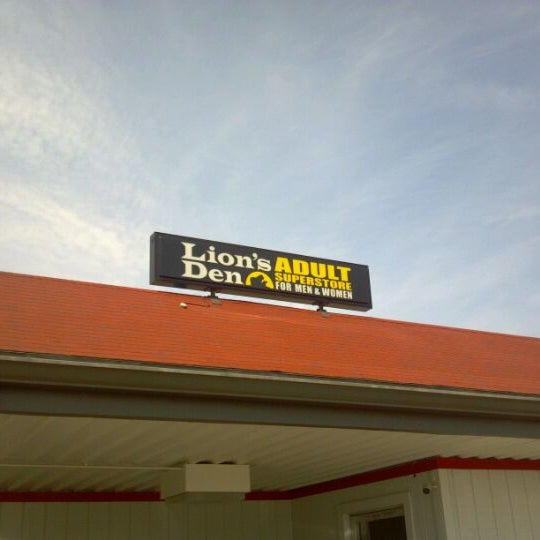 Lion's
Den
ADULT
SUPERSTORE
FOR MEN & WOMEN